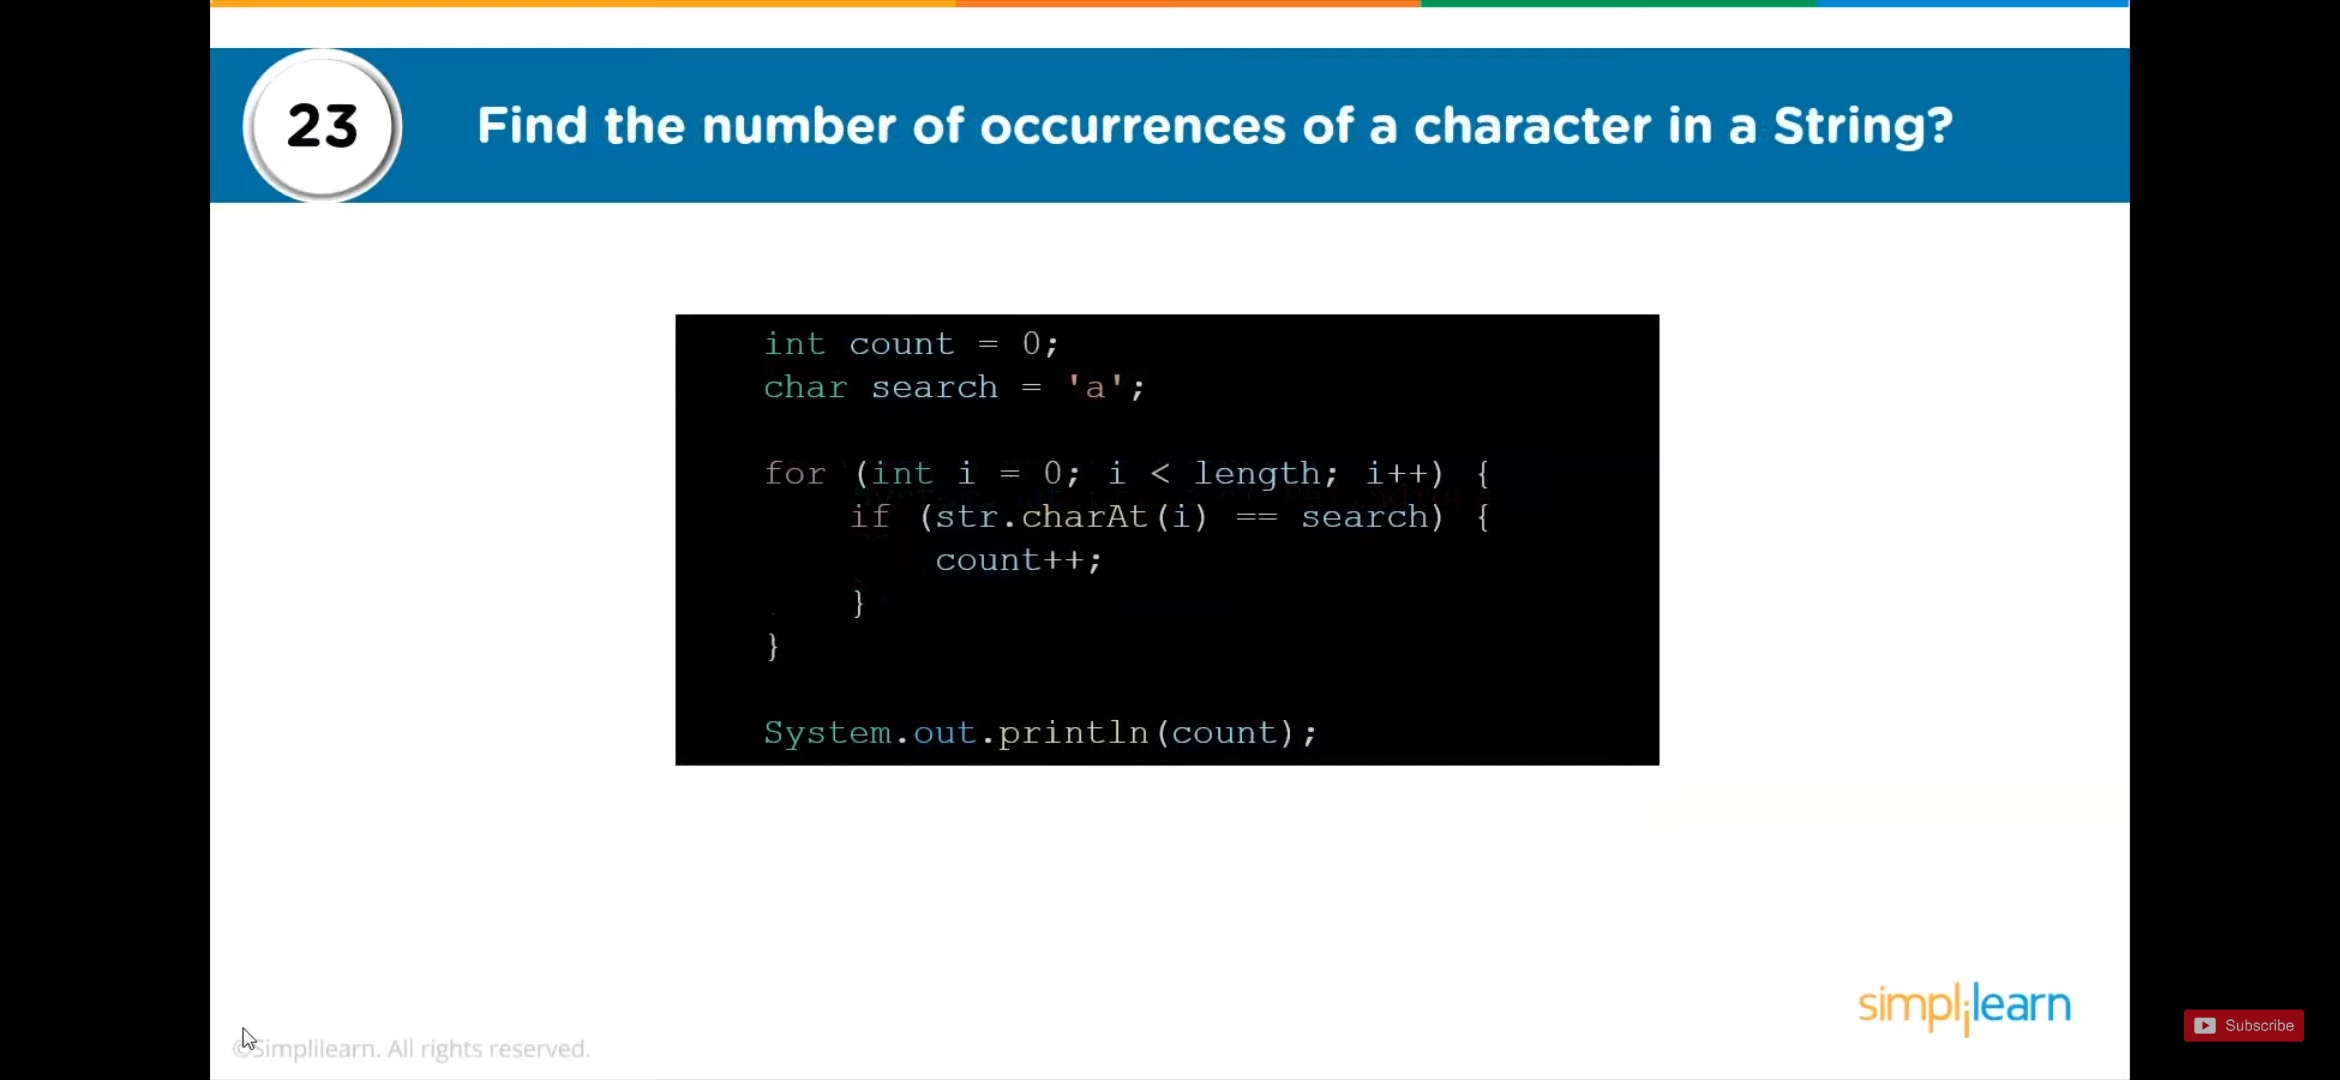 23
Find the number of occurrences of a character in a String?
int count = 0;
char search = 'a';
for (int i = 0; i < length; i++) {
if (str.charAt(i) == search) {
count++;
}
}
System.out.println(count);
simplilearn
©Simplilearn. All rights reserved.
Subscribe